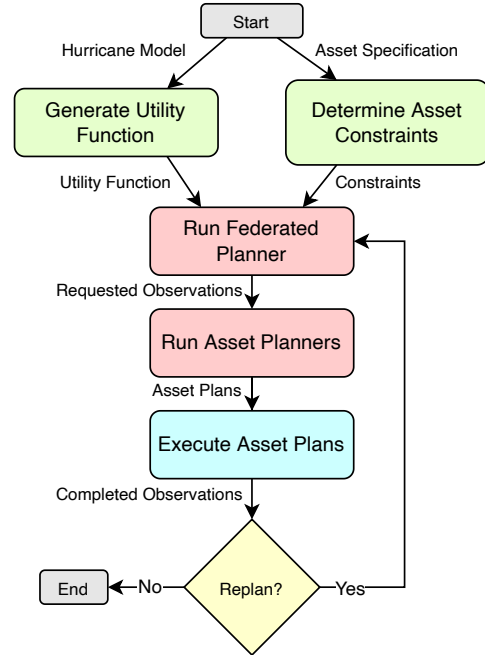 Start
Hurricane Model
Asset Specification
Generate Utility
Function
Determine Asset
Constraints
Utility Function
Constraints
Run Federated
Planner
Requested Observations
Run Asset Planners
Asset Plans
Execute Asset Plans
Completed Observations
End
No
Replan?
Yes